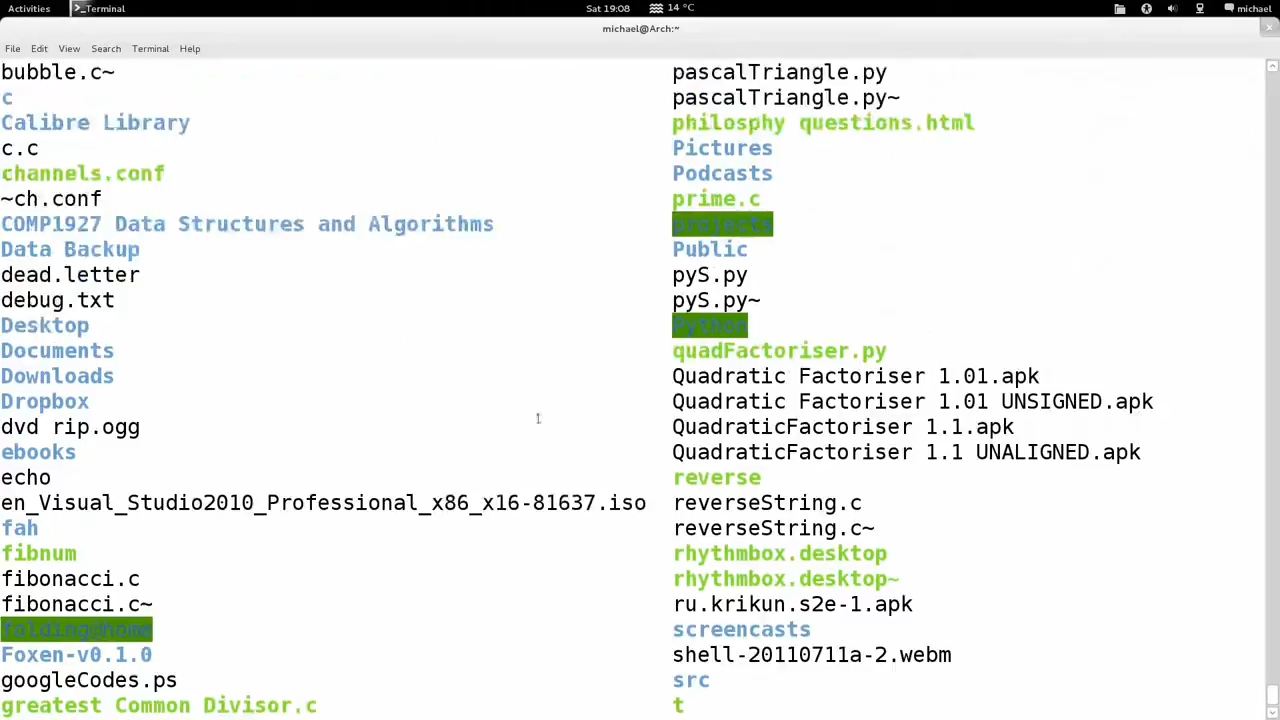 Activities
>_Terminal
Sat 19:08
14 °C
michael
michael@Arch:~
File Edit View Search Terminal Help
bubble.c~
c
Calibre Library
c.c
channels.conf
~ch.conf
COMP1927 Data Structures and Algorithms
Data Backup
dead.letter
debug.txt
Desktop
Documents
Downloads
Dropbox
dvd rip.ogg
ebooks
echo
en_Visual_Studio2010_Professional_x86_x16-81637.iso
fah
fibnum
fibonacci.c
fibonacci.c~
folding@home
Foxen-v0.1.0
googleCodes.ps
greatest Common Divisor.c
pascalTriangle.py
pascalTriangle.py~
philosphy questions.html
Pictures
Podcasts
prime.c
projects
Public
pyS.py
pyS.py~
Python
quadFactoriser.py
Quadratic Factoriser 1.01.apk
Quadratic Factoriser 1.01 UNSIGNED.apk
QuadraticFactoriser 1.1.apk
QuadraticFactoriser 1.1 UNALIGNED.apk
reverse
reverseString.c
reverseString.c~
rhythmbox.desktop
rhythmbox.desktop~
ru.krikun.s2e-1.apk
screencasts
shell-20110711a-2.webm
src
t